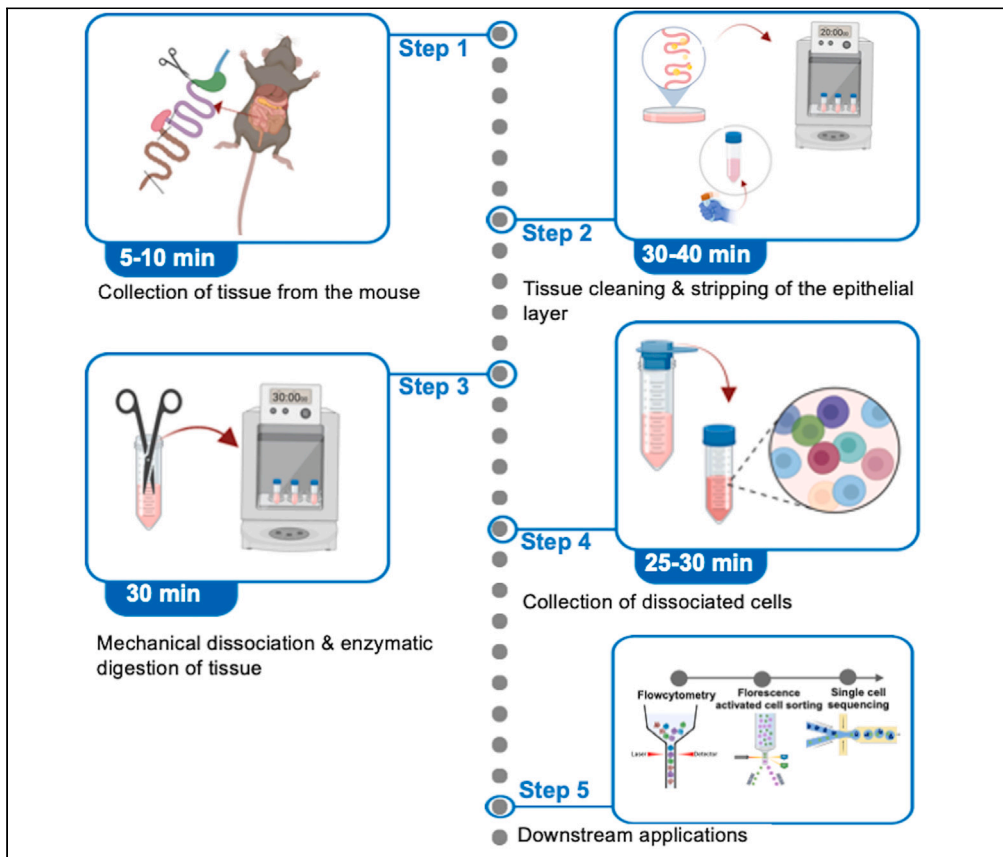 Step 1
5-10 min
Collection of tissue from the mouse
20:00
Step 2
30-40 min
Tissue cleaning & stripping of the epithelial
layer
Step 3
30:00
30 min
Mechanical dissociation & enzymatic
digestion of tissue
Step 4
25-30 min
Collection of dissociated cells
Flowcytometry
Florescence
activated cell sorting
Single cell
sequencing
Laser
Detector
Step 5
Downstream applications